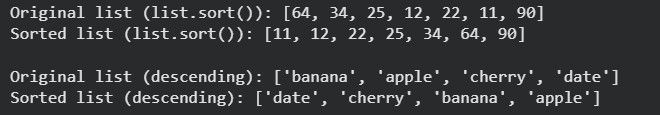 Original list (list.sort()): [64, 34, 25, 12, 22, 11, 90]
Sorted list (list.sort()): [11, 12, 22, 25, 34, 64, 90]
Original list (descending): ['banana', 'apple', 'cherry', 'date']
Sorted list (descending): ['date', 'cherry', 'banana', 'apple']